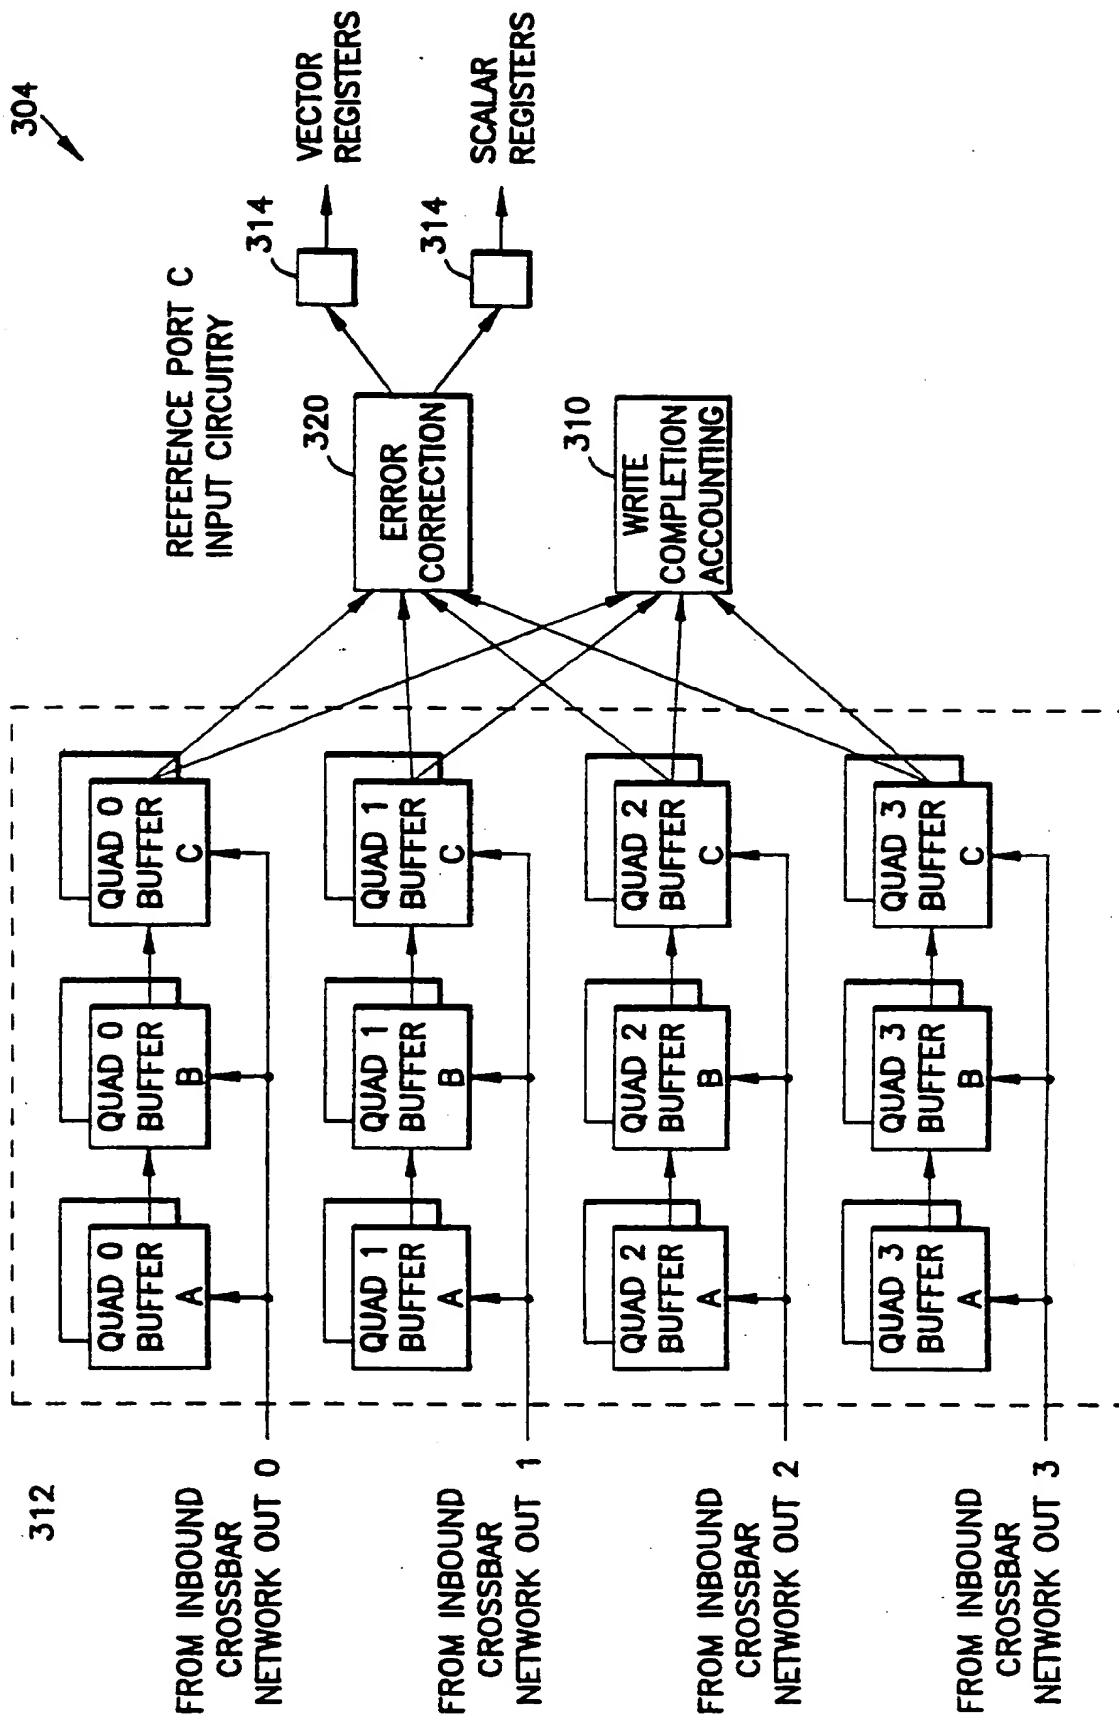 304
REFERENCE PORT C
INPUT CIRCUITRY
312
FROM INBOUND
CROSSBAR
NETWORK OUT 0
QUAD 0
BUFFER
A
QUAD 0
BUFFER
B
QUAD 0
BUFFER
C
FROM INBOUND
CROSSBAR
NETWORK OUT 1
QUAD 1
BUFFER
A
QUAD 1
BUFFER
B
QUAD 1
BUFFER
C
FROM INBOUND
CROSSBAR
NETWORK OUT 2
QUAD 2
BUFFER
A
QUAD 2
BUFFER
B
QUAD 2
BUFFER
C
FROM INBOUND
CROSSBAR
NETWORK OUT 3
QUAD 3
BUFFER
A
QUAD 3
BUFFER
B
QUAD 3
BUFFER
C
320
ERROR
CORRECTION
310
WRITE
COMPLETION
ACCOUNTING
314
VECTOR
REGISTERS
314
SCALAR
REGISTERS